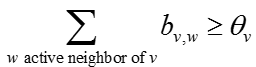 ∑ b_{v,w} ≥ θ_v
w active neighbor of v